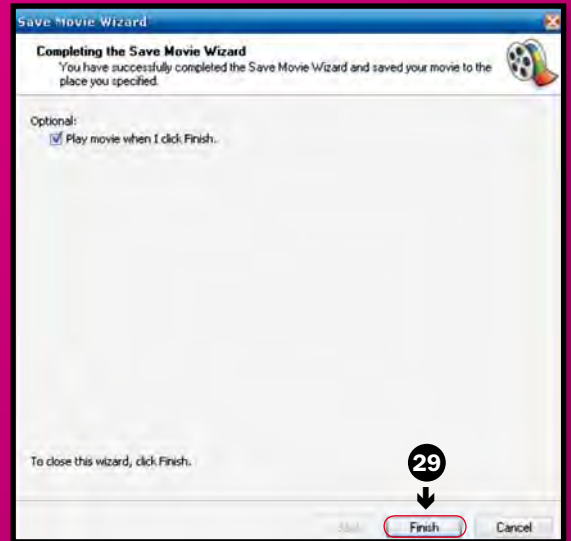 Save Movie Wizard
Completing the Save Movie Wizard
You have successfully completed the Save Movie Wizard and saved your movie to the
place you specified.
Optional:
Play movie when I click Finish.
To close this wizard, click Finish.
29
Finish
Cancel